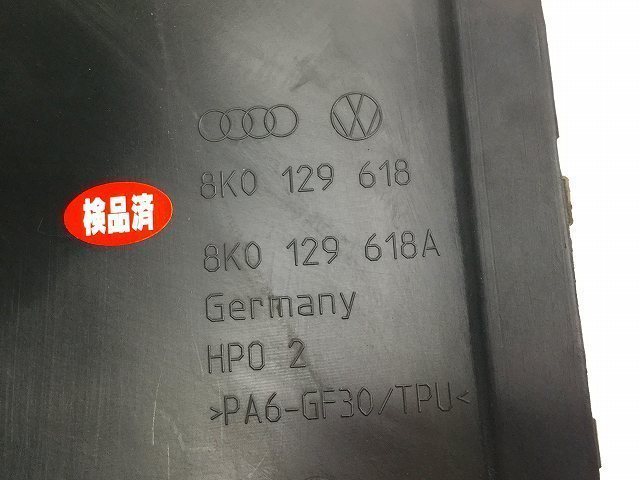 8K0 129 618
検品済
8K0 129 618A
Germany
HPO 2
>PA6-GF30/TPU<